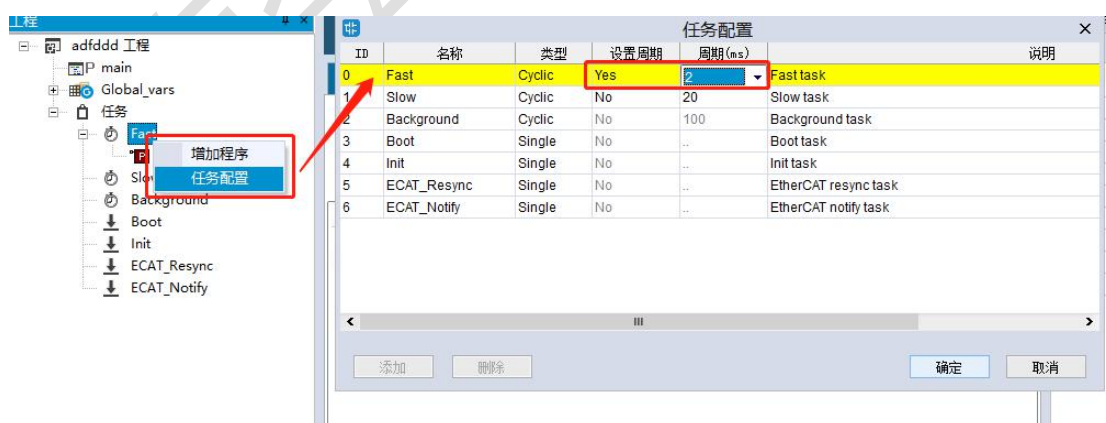 工程
adfddd 工程
P main
Global_vars
任务
Fast
P
增加程序
任务配置
Background
Boot
Init
ECAT_Resync
ECAT_Notify
任务配置
ID 名称 类型 设置周期 周期(ms) 说明
0 Fast Cyclic Yes 2 Fast task
1 Slow Cyclic No 20 Slow task
2 Background Cyclic No 100 Background task
3 Boot Single No .. Boot task
4 Init Single No .. Init task
5 ECAT_Resync Single No .. EtherCAT resync task
6 ECAT_Notify Single No .. EtherCAT notify task
添加 删除 确定 取消